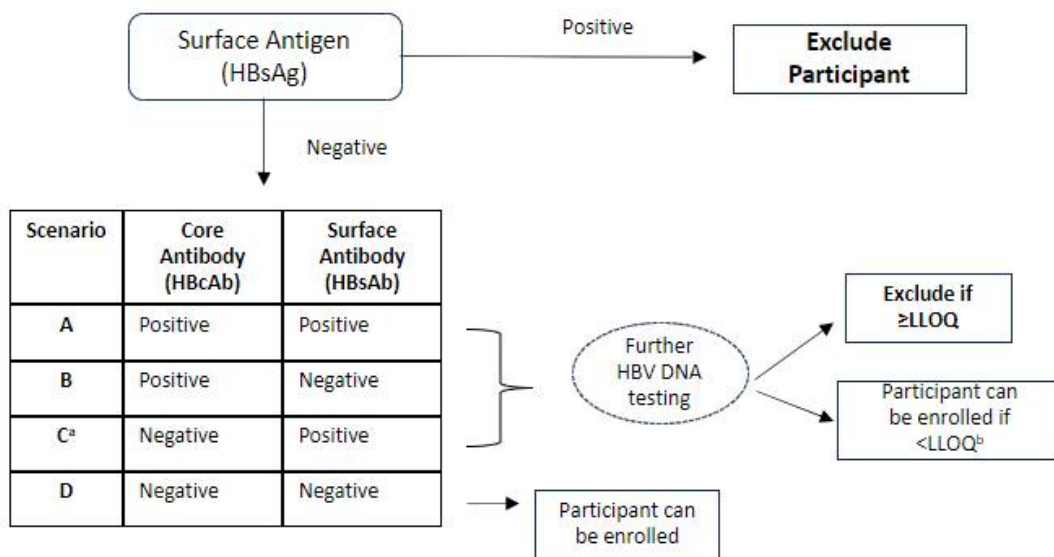 Surface Antigen
(HBsAg)
Positive
Exclude
Participant
Negative
Scenario
Core
Antibody
(HBcAb)
Surface
Antibody
(HBsAb)
A
Positive
Positive
B
Positive
Negative
Cᵃ
Negative
Positive
D
Negative
Negative
Further
HBV DNA
testing
Exclude if
≥LLOQ
Participant can
be enrolled if
<LLOQᵇ
Participant can
be enrolled